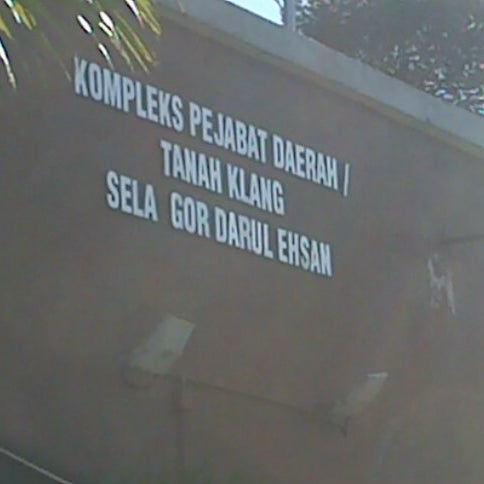 KOMPLEKS PEJABAT DAERAH /
TANAH KLANG
SELA GOR DARUL EHSAN